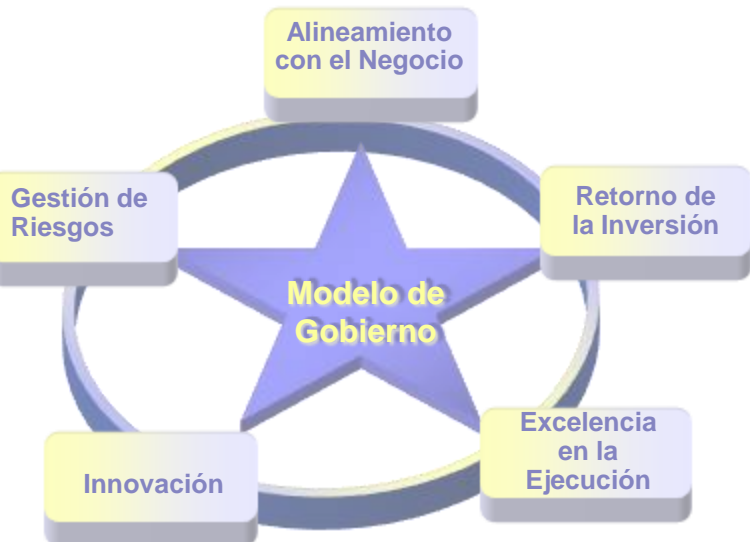 Alineamiento
con el Negocio
Gestión de
Riesgos
Retorno de
la Inversión
Modelo de
Gobierno
Innovación
Excelencia
en la
Ejecución